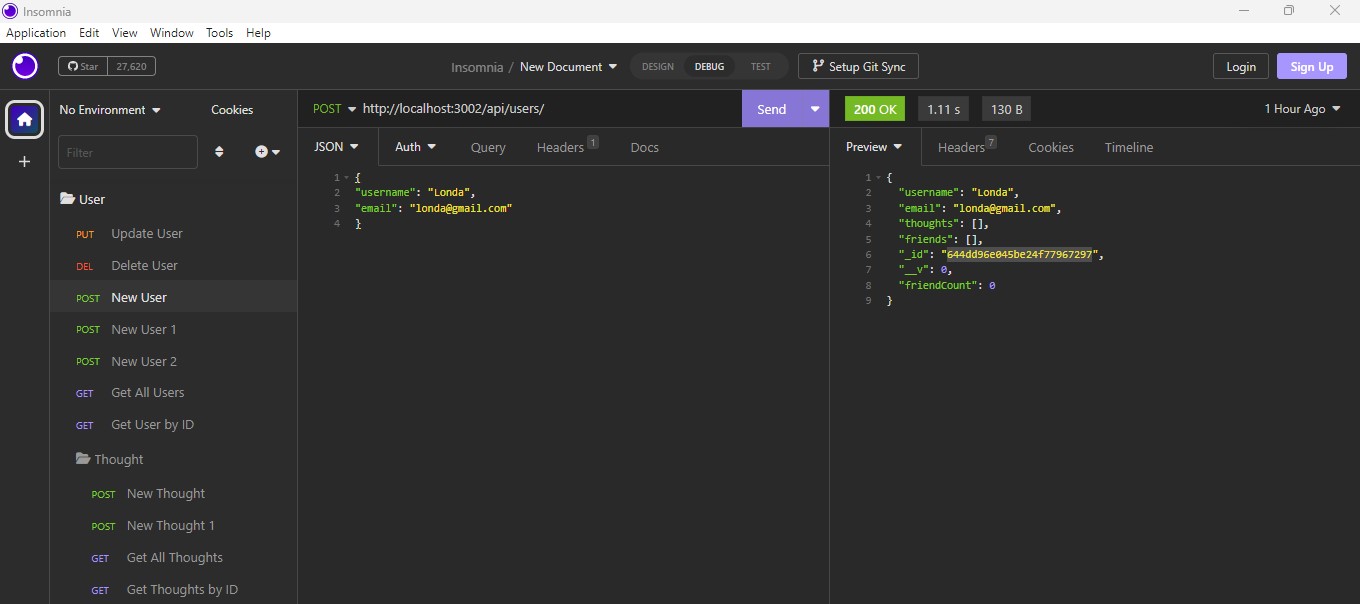 Insomnia
Application Edit View Window Tools Help
Star 27,620
Insomnia / New Document
DESIGN DEBUG TEST
Setup Git Sync
Login
Sign Up
No Environment
Cookies
Filter
User
PUT Update User
DEL Delete User
POST New User
POST New User 1
POST New User 2
GET Get All Users
GET Get User by ID
Thought
POST New Thought
POST New Thought 1
GET Get All Thoughts
GET Get Thoughts by ID
POST http://localhost:3002/api/users/
Send
JSON Auth Query Headers 1 Docs
1 {
2 "username": "Londa",
3 "email": "londa@gmail.com"
4 }
200 OK 1.11 s 130 B 1 Hour Ago
Preview Headers 7 Cookies Timeline
1 {
2 "username": "Londa",
3 "email": "londa@gmail.com",
4 "thoughts": [],
5 "friends": [],
6 "_id": "644dd96e045be24f77967297",
7 "__v": 0,
8 "friendCount": 0
9 }